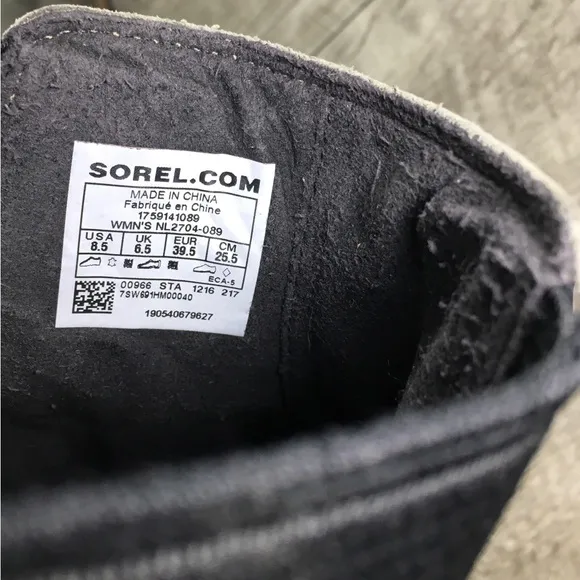 SOREL.COM
MADE IN CHINA
Fabriqué en Chine
1759141089
WMN'S NL2704-089
USA UK EUR CM
8.5 6.5 39.5 25.5
ECA-5
00966 STA 1216 217
7SW691HM00040
190540679627